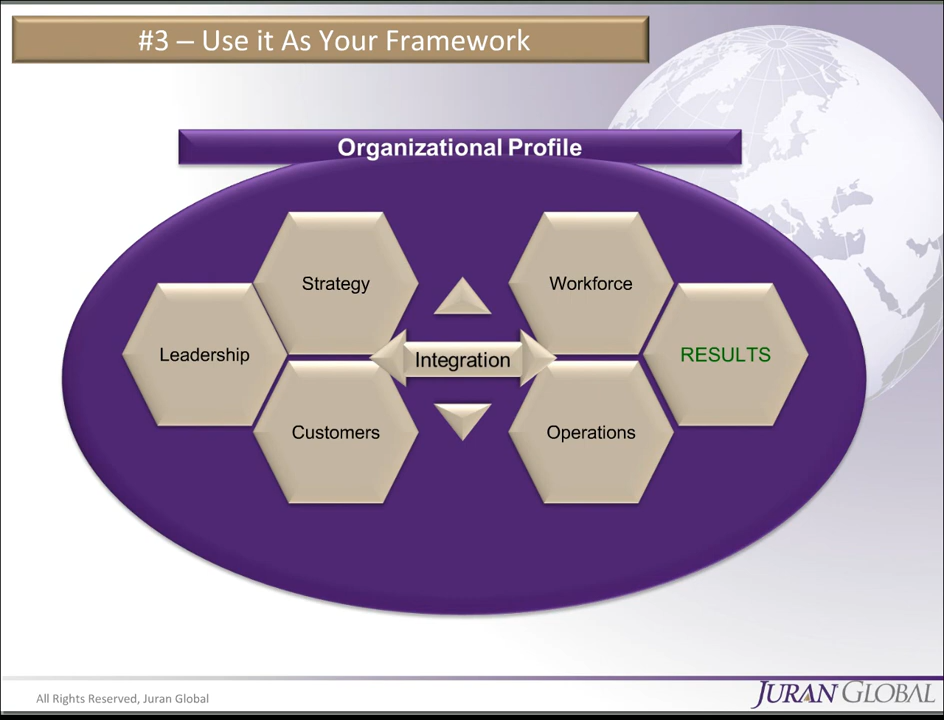 #3 – Use it As Your Framework
Organizational Profile
Strategy
Workforce
Leadership
Integration
RESULTS
Customers
Operations
All Rights Reserved, Juran Global
JURAN GLOBAL